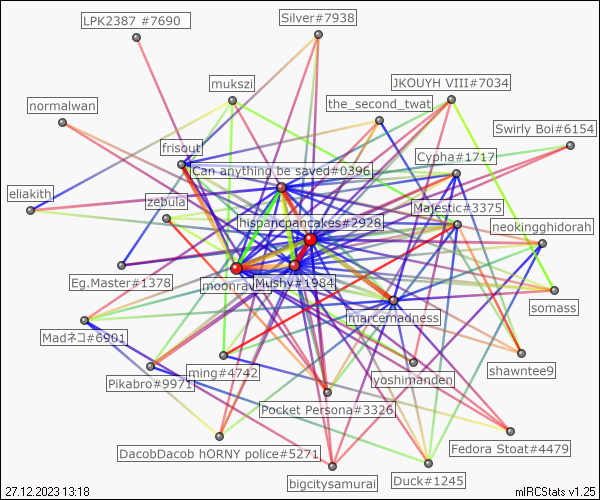 LPK2387 #7690
Silver#7938
mukszi
JKOUYH VIII#7034
normalwan
the_second_twat
Swirly Boi#6154
frisout
Cypha#1717
Can anything be saved#0396
eliakith
zebula
Majestic#3375
hispancpancakes#2928
neokingghidorah
Eg.Master#1378
Mushy#1984
somass
marcemadness
Madネコ#6901
shawntee9
ming#4742
yoshimanden
Pikabro#9971
Pocket Persona#3326
DacobDacob hORNY police#5271
Fedora Stoat#4479
bigcitysamurai
Duck#1245
27.12.2023 13:18
mIRCStats v1.25